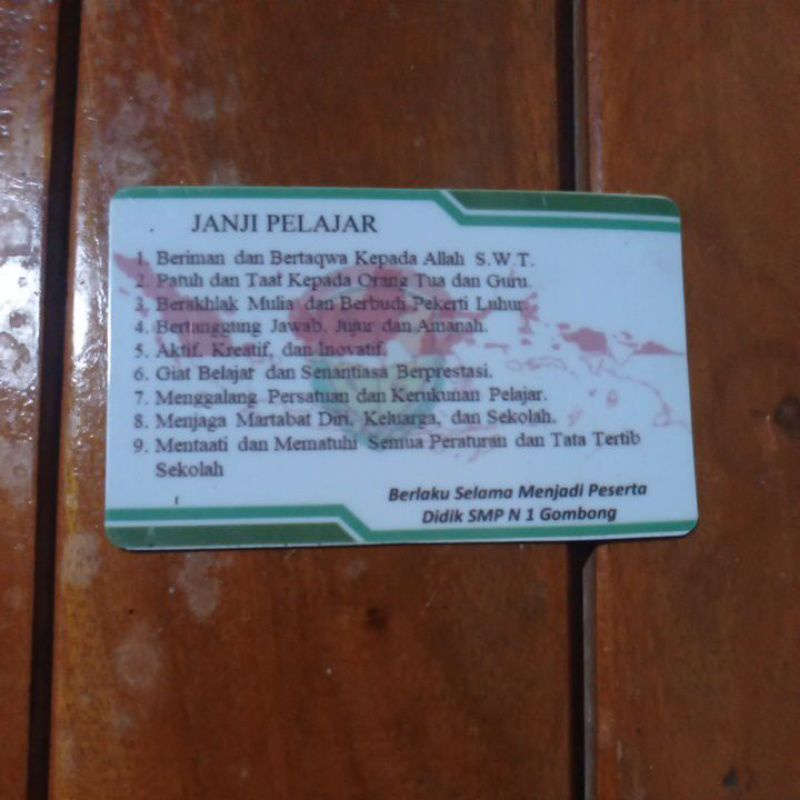 JANJI PELAJAR
1. Beriman dan Bertaqwa Kepada Allah S.W.T.
2. Patuh dan Taat Kepada Orang Tua dan Guru.
3. Berakhlak Mulia dan Berbudi Pekerti Luhur
4. Bertanggung Jawab, Jujur dan Amanah.
5. Aktif, Kreatif, dan Inovatif.
6. Giat Belajar dan Senantiasa Berprestasi.
7. Menggalang Persatuan dan Kerukunan Pelajar.
8. Menjaga Martabat Diri, Keluarga, dan Sekolah.
9. Mentaati dan Mematuhi Semua Peraturan dan Tata Tertib
Sekolah
Berlaku Selama Menjadi Peserta
Didik SMP N 1 Gombong